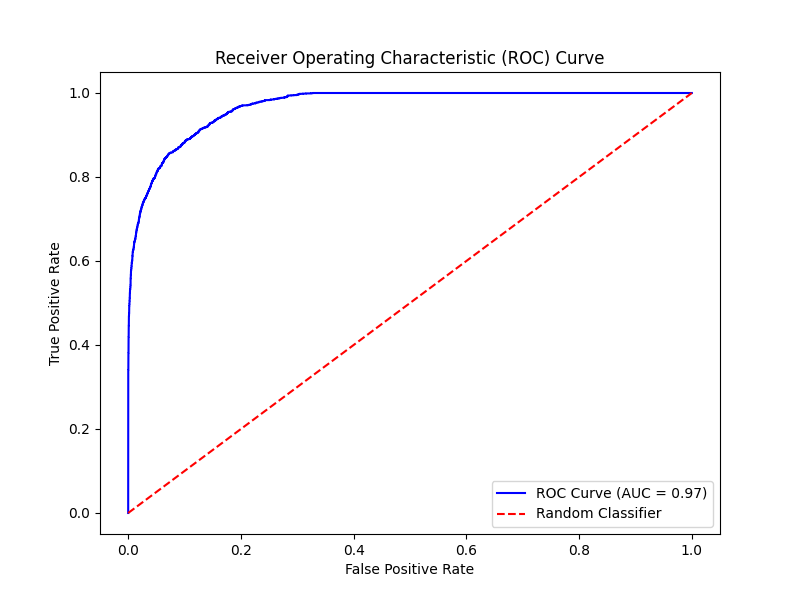 Receiver Operating Characteristic (ROC) Curve
1.0
0.8
0.6
0.4
0.2
0.0
True Positive Rate
ROC Curve (AUC = 0.97)
Random Classifier
0.0 0.2 0.4 0.6 0.8 1.0
False Positive Rate